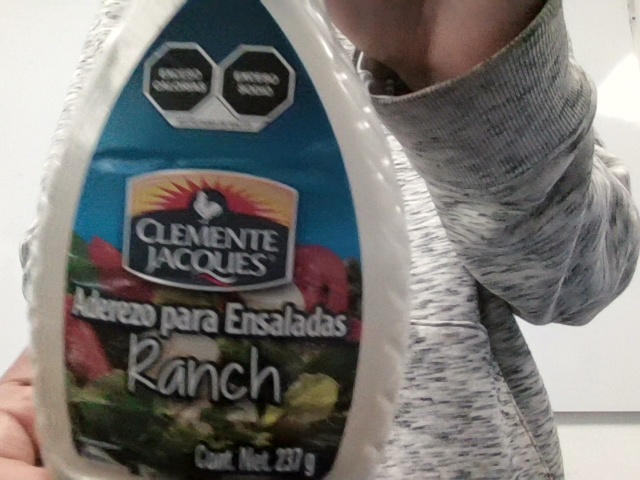 EXCESO CALORÍAS
EXCESO SODIO
CLEMENTE
JACQUES
Aderezo para Ensaladas
Ranch
Cont. Net. 237 g